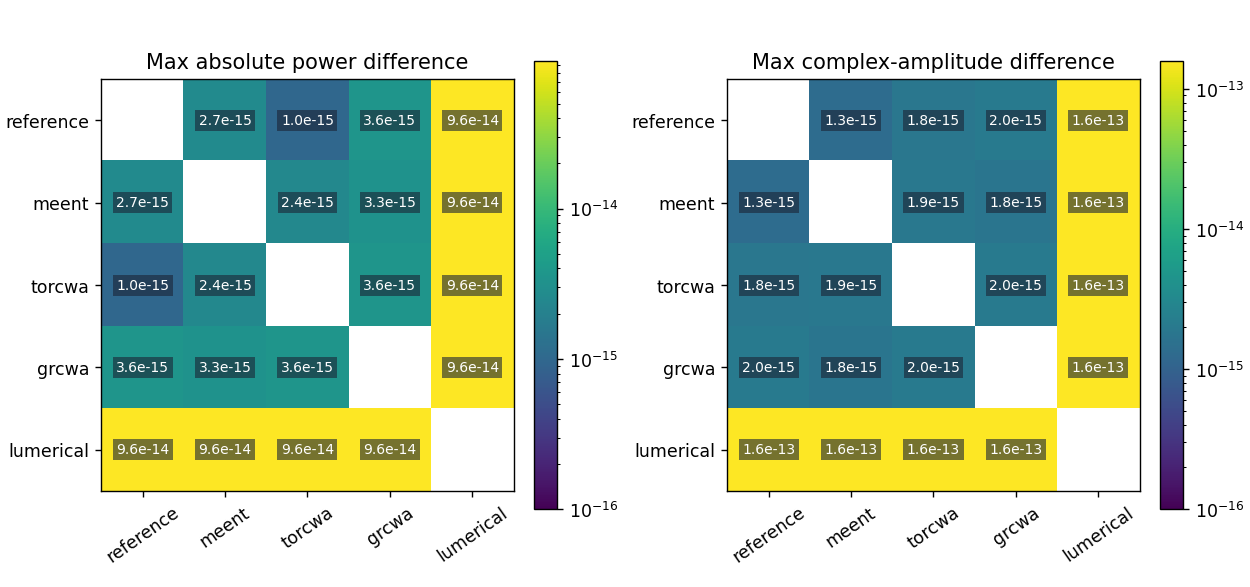 Max absolute power difference
reference
2.7e-15 1.0e-15 3.6e-15 9.6e-14
meent
2.7e-15 2.4e-15 3.3e-15 9.6e-14
torcwa
1.0e-15 2.4e-15 3.6e-15 9.6e-14
grcwa
3.6e-15 3.3e-15 3.6e-15 9.6e-14
lumerical
9.6e-14 9.6e-14 9.6e-14 9.6e-14
reference meent torcwa grcwa lumerical
10⁻¹⁴
10⁻¹⁵
10⁻¹⁶
Max complex-amplitude difference
reference
1.3e-15 1.8e-15 2.0e-15 1.6e-13
meent
1.3e-15 1.9e-15 1.8e-15 1.6e-13
torcwa
1.8e-15 1.9e-15 2.0e-15 1.6e-13
grcwa
2.0e-15 1.8e-15 2.0e-15 1.6e-13
lumerical
1.6e-13 1.6e-13 1.6e-13 1.6e-13
reference meent torcwa grcwa lumerical
10⁻¹³
10⁻¹⁴
10⁻¹⁵
10⁻¹⁶